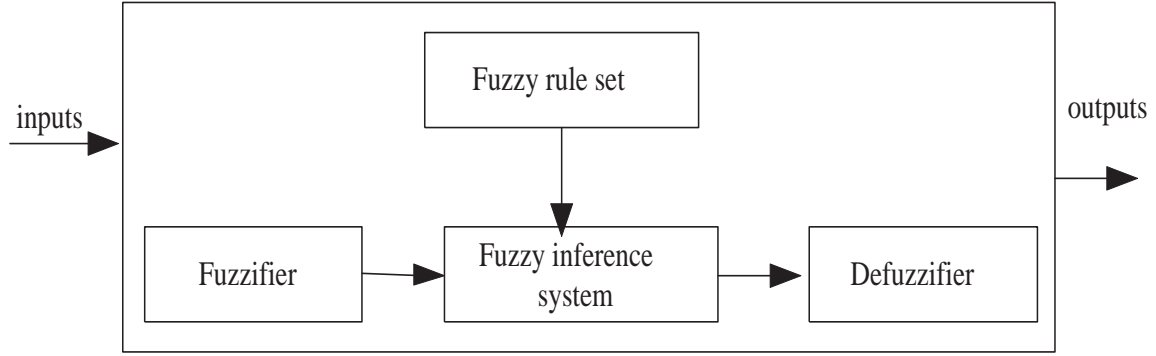 Fuzzy rule set
inputs
outputs
Fuzzifier
Fuzzy inference
system
Defuzzifier